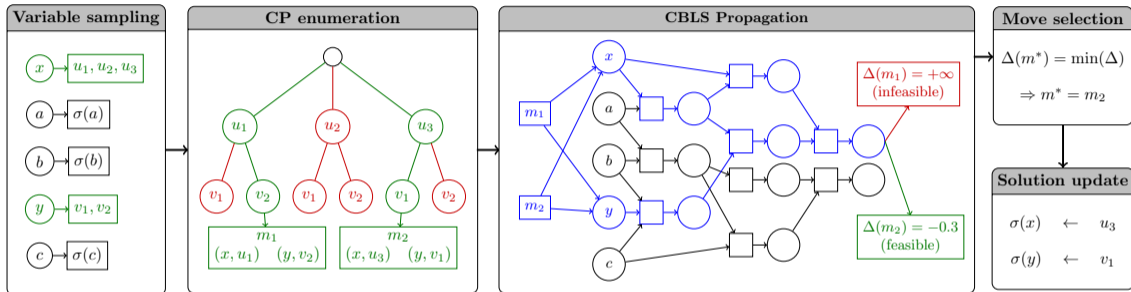 Variable sampling
x
u₁, u₂, u₃
a
σ(a)
b
σ(b)
y
v₁, v₂
c
σ(c)
CP enumeration
u₁
u₂
u₃
v₁
v₂
v₁
v₂
v₁
v₂
m₁
(x, u₁) (y, v₂)
m₂
(x, u₃) (y, v₁)
CBLS Propagation
x
a
m₁
b
m₂
y
c
Δ(m₁) = +∞
(infeasible)
Δ(m₂) = −0.3
(feasible)
Move selection
Δ(m*) = min(Δ)
⇒ m* = m₂
Solution update
σ(x) ← u₃
σ(y) ← v₁